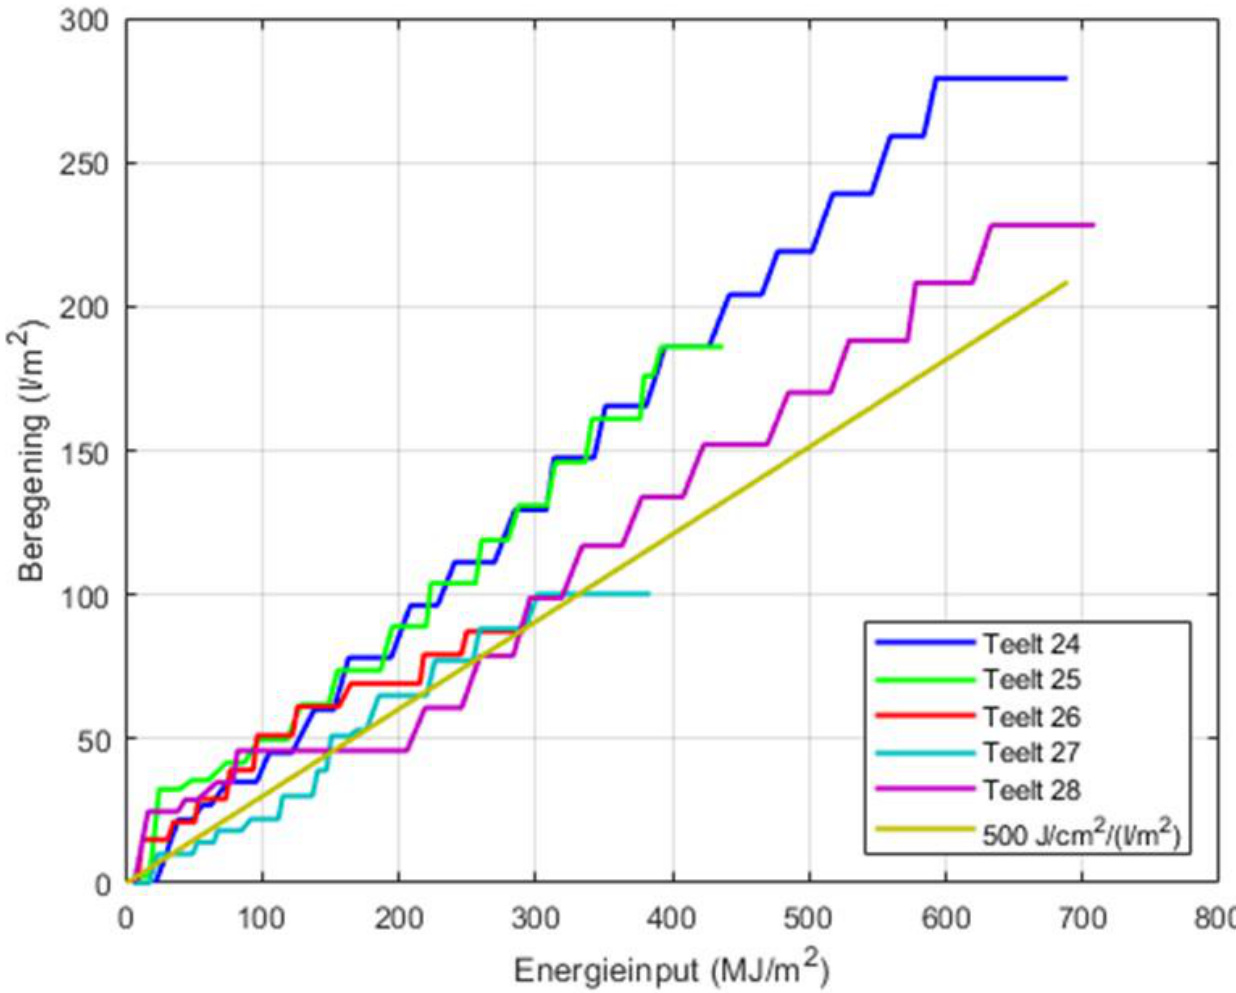 300
250
200
150
100
50
0
Beregening (l/m²)
0 100 200 300 400 500 600 700 800
Energieinput (MJ/m²)
Teelt 24
Teelt 25
Teelt 26
Teelt 27
Teelt 28
500 J/cm²/(l/m²)